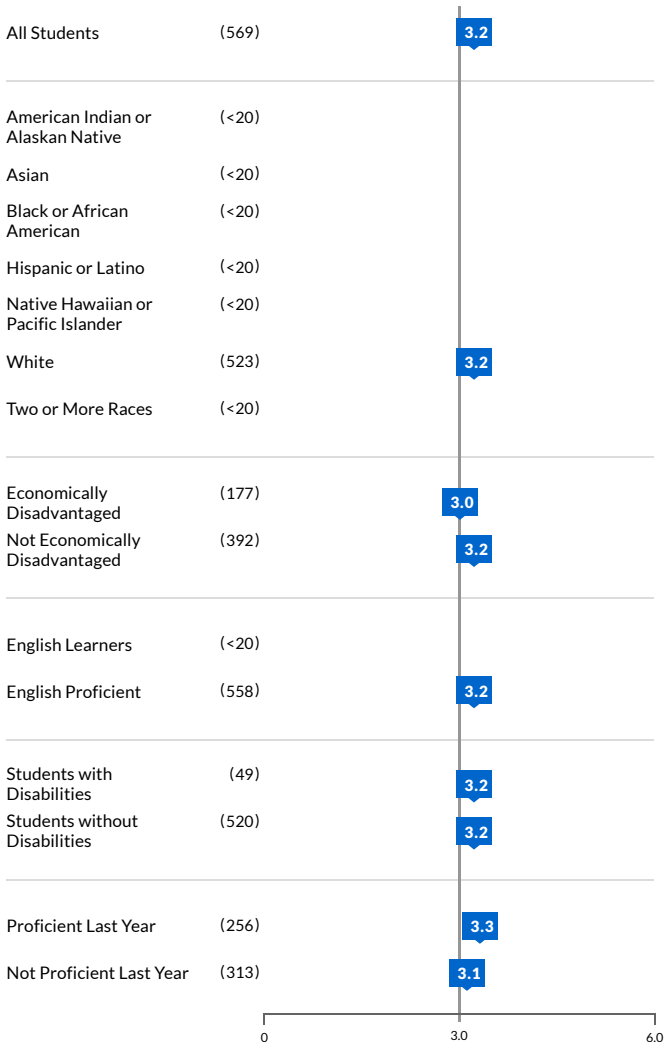 All Students (569) 3.2
American Indian or (<20)
Alaskan Native
Asian (<20)
Black or African (<20)
American
Hispanic or Latino (<20)
Native Hawaiian or (<20)
Pacific Islander
White (523) 3.2
Two or More Races (<20)
Economically (177) 3.0
Disadvantaged
Not Economically (392) 3.2
Disadvantaged
English Learners (<20)
English Proficient (558) 3.2
Students with (49) 3.2
Disabilities
Students without (520) 3.2
Disabilities
Proficient Last Year (256) 3.3
Not Proficient Last Year (313) 3.1
0 3.0 6.0